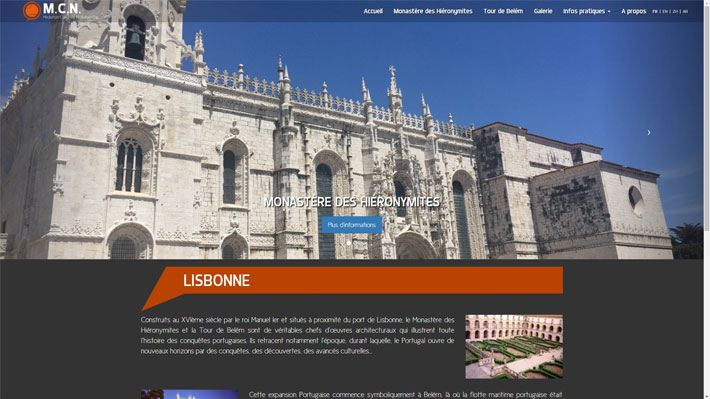 M.C.N.
Accueil Monastère des Hiéronymites Tour de Belém Galerie Infos pratiques A propos FR | EN | ZH | AR
MONASTÈRE DES HIÉRONYMITES
Plus d'informations
LISBONNE
Construits au XVIème siècle par le roi Manuel Ier et situés à proximité du port de Lisbonne, le Monastère des
Hiéronymites et la Tour de Belém sont de véritables chefs d'oeuvres architecturaux qui illustrent toute
l'histoire des conquêtes portugaises. Ils retracent notamment l'époque, durant laquelle, le Portugal ouvre de
nouveaux horizons par des conquêtes, des découvertes, des avancés culturelles...
Cette expansion Portugaise commence symboliquement à Belém, là où la flotte maritime portugaise était